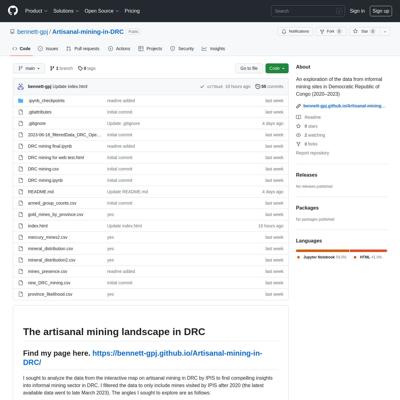 Product Solutions Open Source Pricing
Search
Sign in Sign up
bennett-gpj / Artisanal-mining-in-DRC Public
Notifications Fork 0 Star 0
Code Issues Pull requests Actions Projects Security Insights
main 1 branch 0 tags
Go to file Code
bennett-gpj Update index.html
18 hours ago 55 commits
.ipynb_checkpoints readme added last week
.gitattributes initial commit last week
.gitignore Update .gitignore 4 days ago
2023-06-16_filteredData_DRC_Ope... initial commit last week
DRC mining final.ipynb readme added last week
DRC mining for web test.html initial commit last week
DRC mining.csv initial commit last week
DRC mining.ipynb initial commit last week
README.md Update README.md 4 days ago
armed_group_counts.csv initial commit last week
gold_mines_by_province.csv yes last week
index.html Update index.html 18 hours ago
mercury_mines2.csv yes last week
mineral_distribution.csv yes last week
mineral_distribution2.csv yes last week
mines_presence.csv readme added last week
new_DRC_mining.csv initial commit last week
province_likelihood.csv yes last week
The artisanal mining landscape in DRC
Find my page here. https://bennett-gpj.github.io/Artisanal-mining-in-
DRC/
I sought to analyze the data from the interactive map on artisanal mining in DRC by IPIS to find compelling insights
into informal mining sector in DRC. I filtered the data to only include mines visited by IPIS after 2020 (the latest
available data went to late March 2023). The angles I sought to explore are as follows:
About
An exploration of the data from informal
mining sites in Democratic Republic of
Congo (2020–2023)
bennett-gpj.github.io/Artisanal-mining...
Readme
0 stars
2 watching
0 forks
Report repository
Releases
No releases published
Packages
No packages published
Languages
Jupyter Notebook HTML